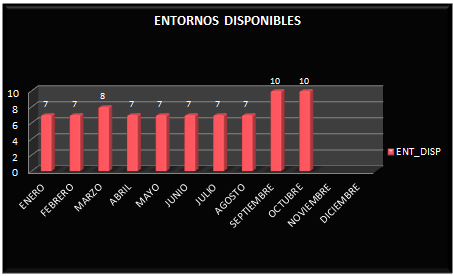 ENTORNOS DISPONIBLES
7 7 8 7 7 7 7 7 10 10
10
8
6
4
2
0
ENERO
FEBRERO
MARZO
ABRIL
MAYO
JUNIO
JULIO
AGOSTO
SEPTIEMBRE
OCTUBRE
NOVIEMBRE
DICIEMBRE
ENT_DISP